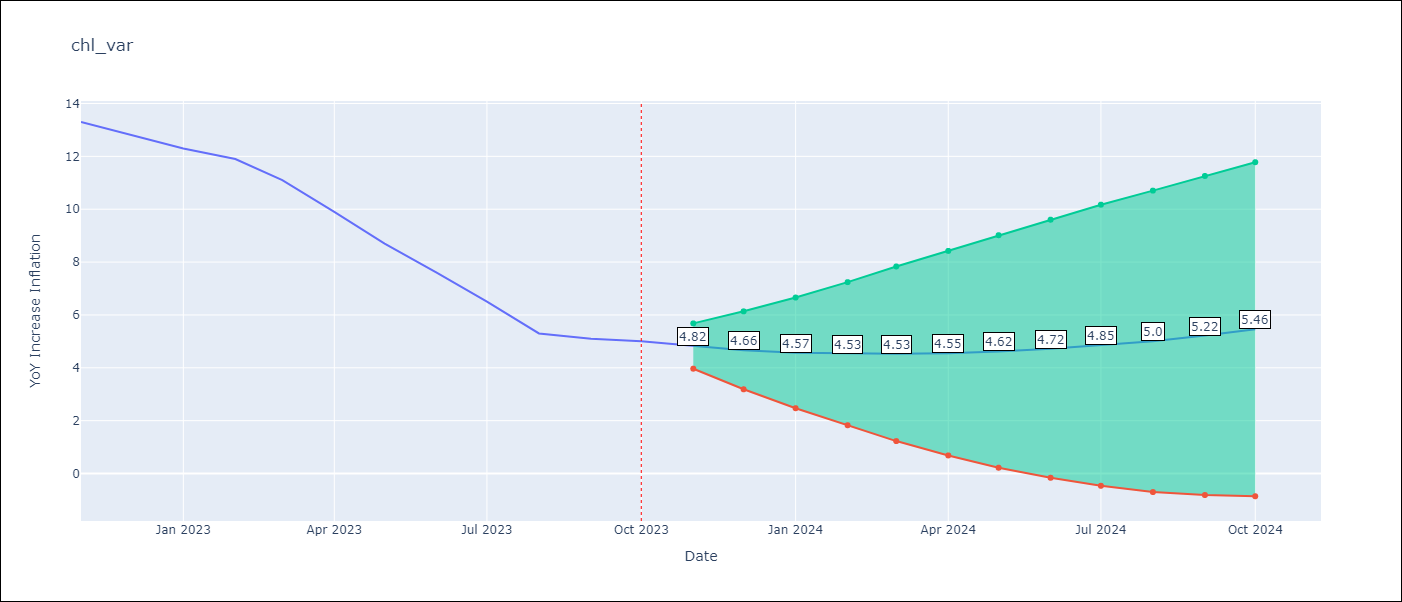 chl_var
YoY Increase Inflation
14
12
10
8
6
4
2
0
4.82
4.66
4.57
4.53
4.53
4.55
4.62
4.72
4.85
5.0
5.22
5.46
Jan 2023
Apr 2023
Jul 2023
Oct 2023
Jan 2024
Apr 2024
Jul 2024
Oct 2024
Date